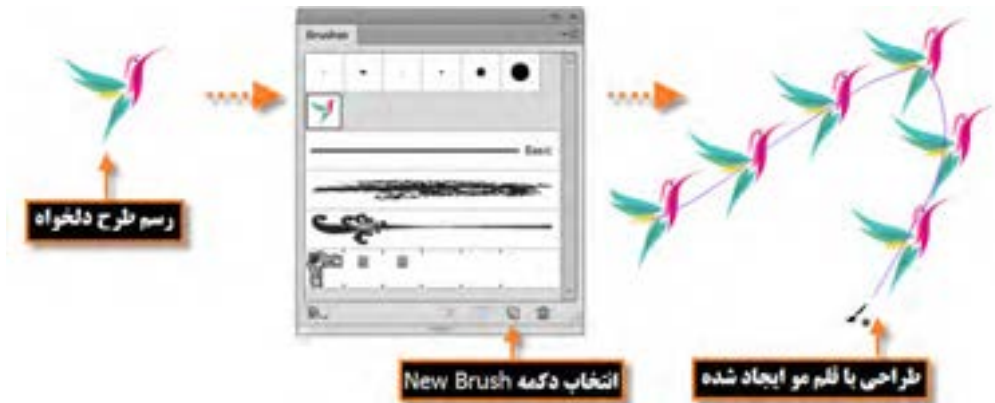 Brushes
Basic
رسم طرح دلخواه
انتخاب دکمه New Brush
طراحی با قلم مو ایجاد شده